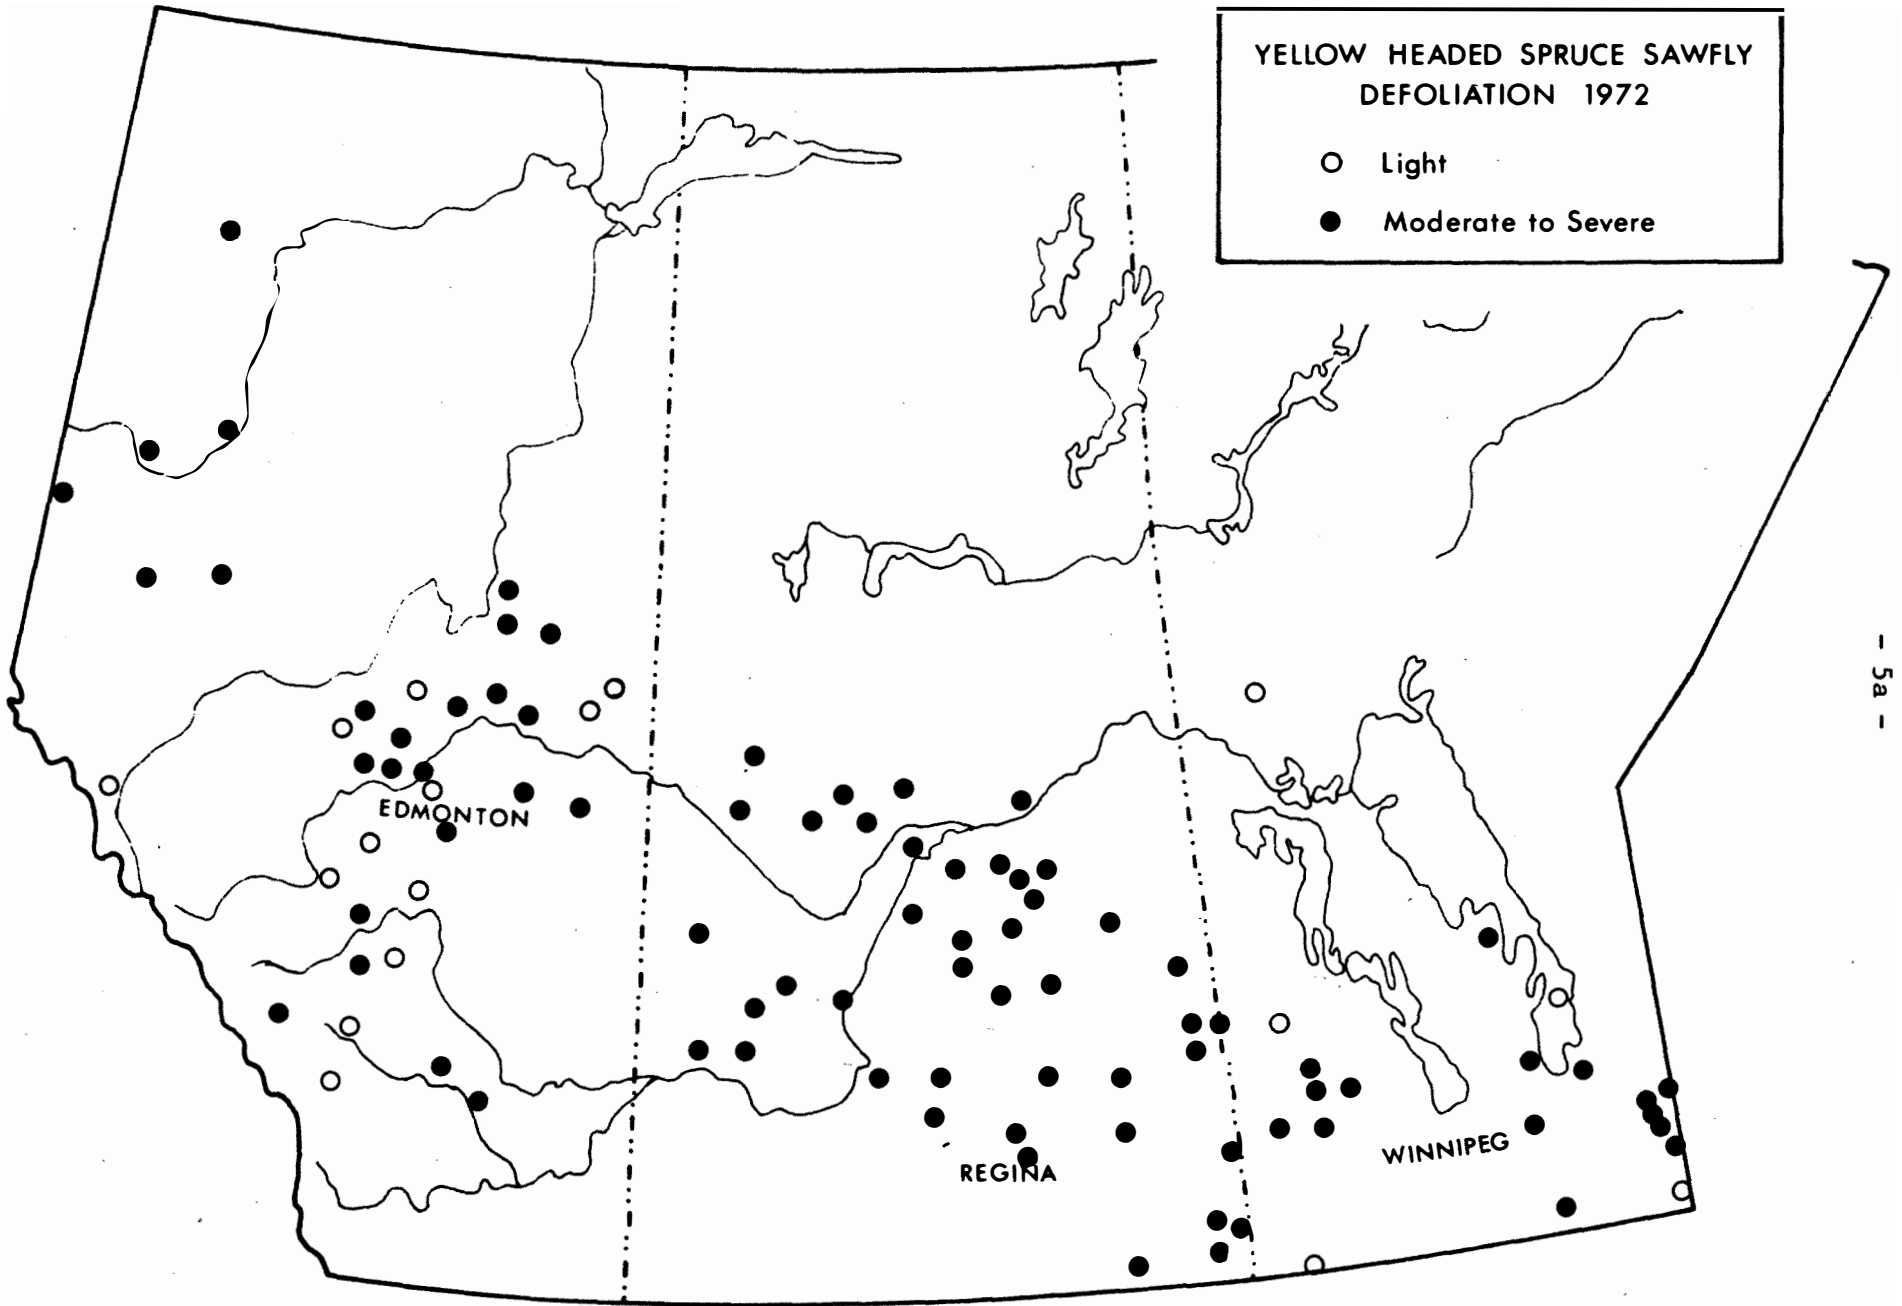 YELLOW HEADED SPRUCE SAWFLY
DEFOLIATION 1972
Light
Moderate to Severe
- 5a -
EDMONTON
WINNIPEG
REGINA